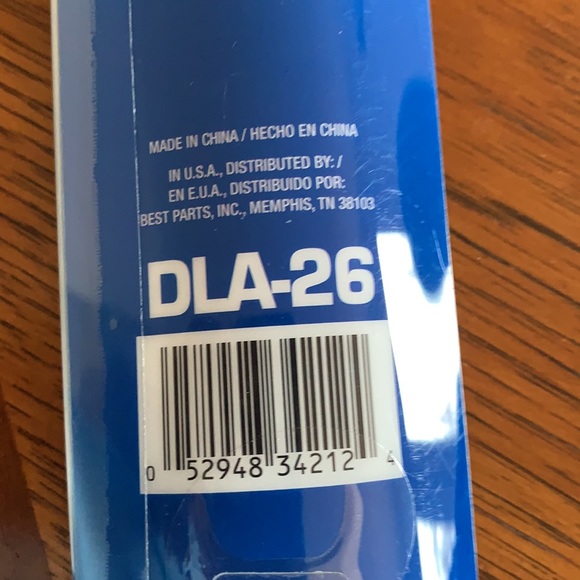 MADE IN CHINA / HECHO EN CHINA
IN U.S.A., DISTRIBUTED BY: /
EN E.U.A., DISTRIBUIDO POR:
BEST PARTS, INC., MEMPHIS, TN 38103
DLA-26
0 52948 34212 4